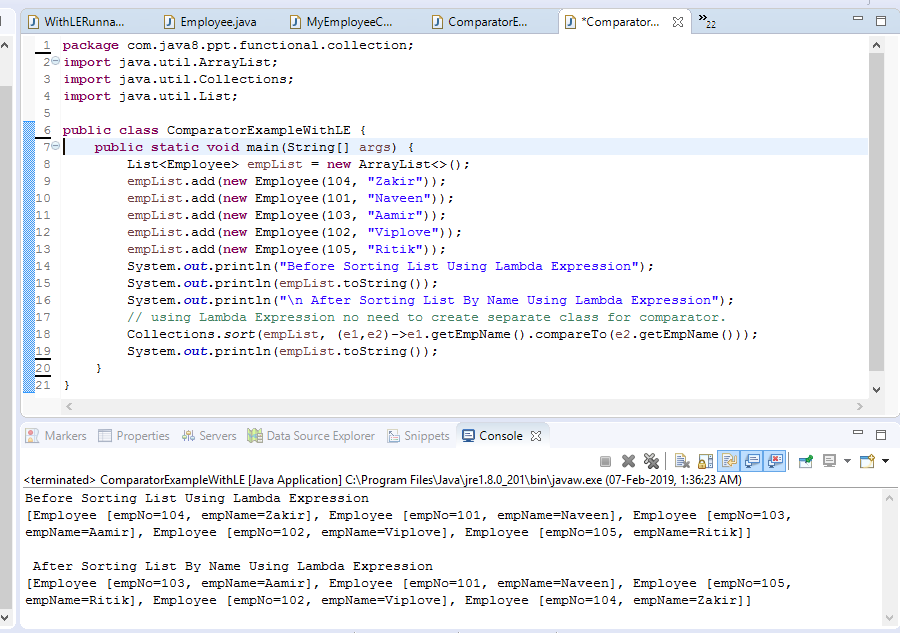 WithLERunna...
Employee.java
MyEmployeeC...
ComparatorE...
*Comparator...
»22
1 package com.java8.ppt.functional.collection;
2 import java.util.ArrayList;
3 import java.util.Collections;
4 import java.util.List;
5
6 public class ComparatorExampleWithLE {
7     public static void main(String[] args) {
8         List<Employee> empList = new ArrayList<>();
9         empList.add(new Employee(104, "Zakir"));
10         empList.add(new Employee(101, "Naveen"));
11         empList.add(new Employee(103, "Aamir"));
12         empList.add(new Employee(102, "Viplove"));
13         empList.add(new Employee(105, "Ritik"));
14         System.out.println("Before Sorting List Using Lambda Expression");
15         System.out.println(empList.toString());
16         System.out.println("\n After Sorting List By Name Using Lambda Expression");
17         // using Lambda Expression no need to create separate class for comparator.
18         Collections.sort(empList, (e1,e2)->e1.getEmpName().compareTo(e2.getEmpName()));
19         System.out.println(empList.toString());
20     }
21 }
Markers
Properties
Servers
Data Source Explorer
Snippets
Console
<terminated> ComparatorExampleWithLE [Java Application] C:\Program Files\Java\jre1.8.0_201\bin\javaw.exe (07-Feb-2019, 1:36:23 AM)
Before Sorting List Using Lambda Expression
[Employee [empNo=104, empName=Zakir], Employee [empNo=101, empName=Naveen], Employee [empNo=103,
empName=Aamir], Employee [empNo=102, empName=Viplove], Employee [empNo=105, empName=Ritik]]

 After Sorting List By Name Using Lambda Expression
[Employee [empNo=103, empName=Aamir], Employee [empNo=101, empName=Naveen], Employee [empNo=105,
empName=Ritik], Employee [empNo=102, empName=Viplove], Employee [empNo=104, empName=Zakir]]